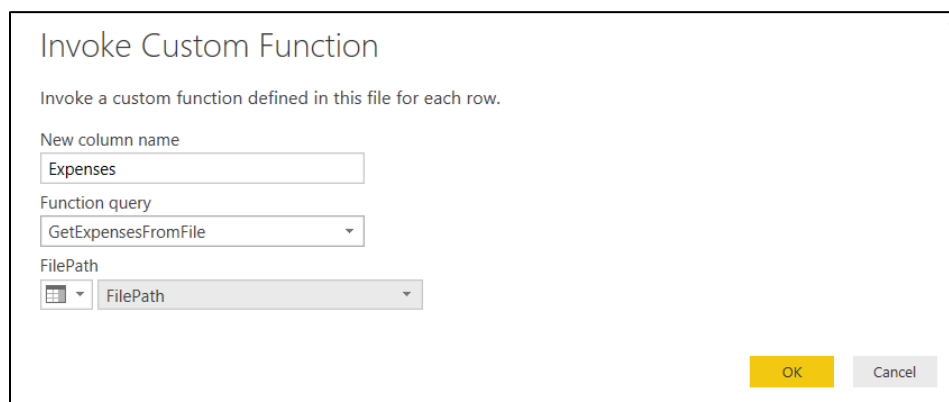 Invoke Custom Function
Invoke a custom function defined in this file for each row.
New column name
Expenses
Function query
GetExpensesFromFile
FilePath
FilePath
OK Cancel